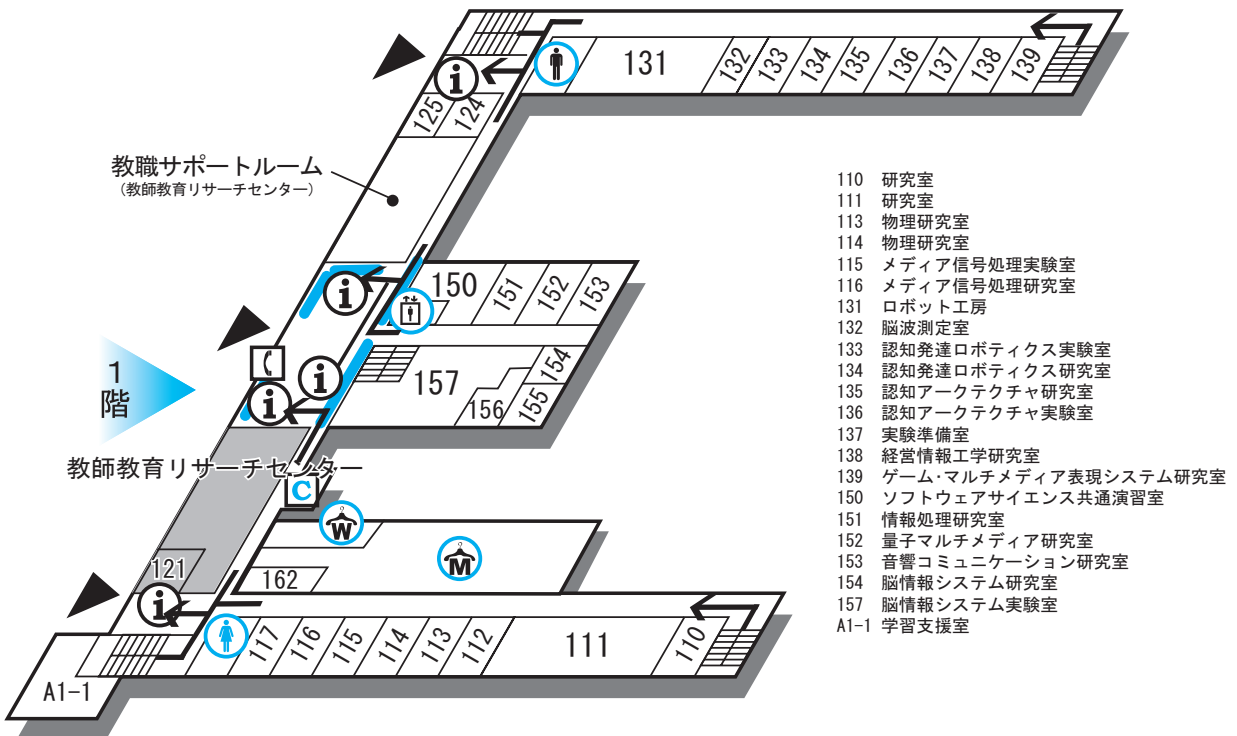 131
132
133
134
135
136
137
138
139
i
125
124
教職サポートルーム
(教師教育リサーチセンター)
i
150
151
152
153
1
階
i
i
157
154
155
156
教師教育リサーチセンター
C
W
M
121
162
i
117
116
115
114
113
112
111
110
A1-1
110 研究室
111 研究室
113 物理研究室
114 物理研究室
115 メディア信号処理実験室
116 メディア信号処理研究室
131 ロボット工房
132 脳波測定室
133 認知発達ロボティクス実験室
134 認知発達ロボティクス研究室
135 認知アークテクチャ研究室
136 認知アークテクチャ実験室
137 実験準備室
138 経営情報工学研究室
139 ゲーム・マルチメディア表現システム研究室
150 ソフトウェアサイエンス共通演習室
151 情報処理研究室
152 量子マルチメディア研究室
153 音響コミュニケーション研究室
154 脳情報システム研究室
157 脳情報システム実験室
A1-1 学習支援室